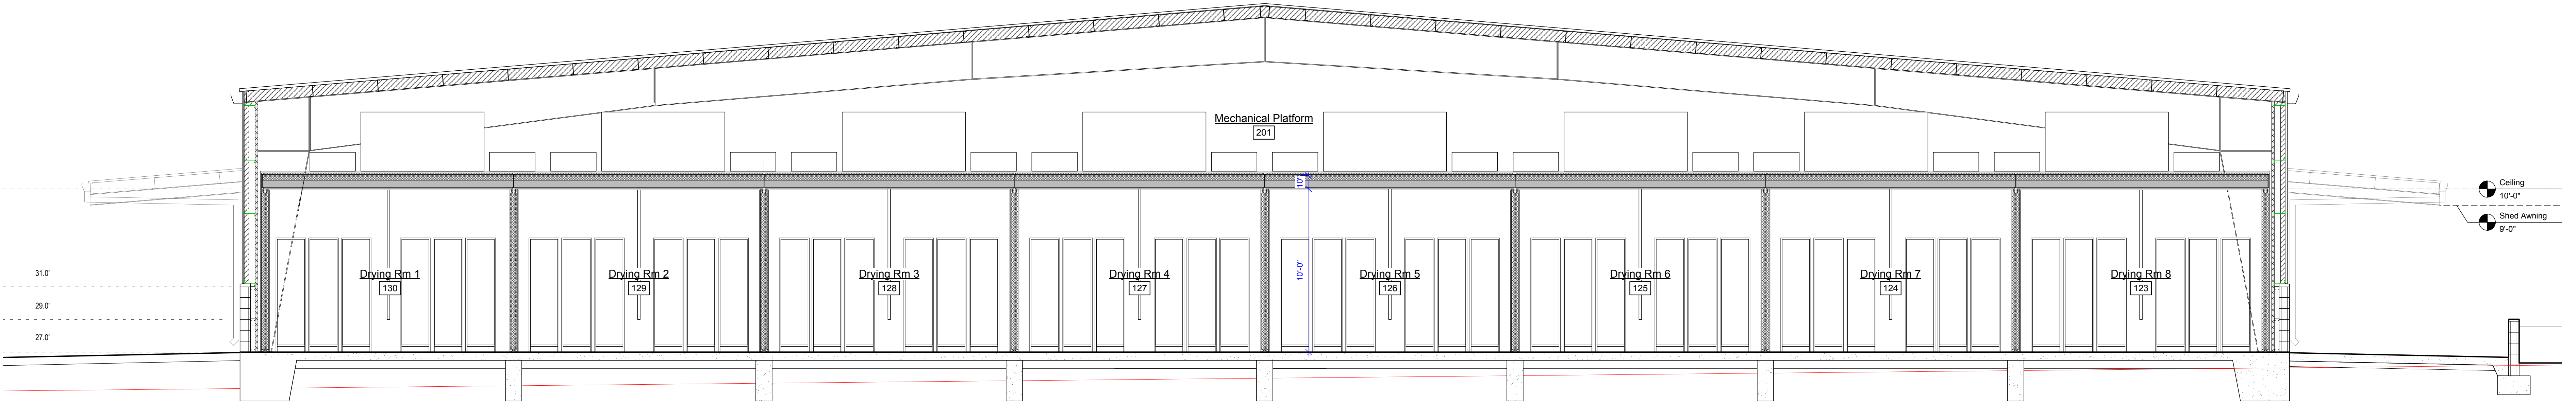 Mechanical Platform
201
10"
Ceiling
10'-0"
Shed Awning
9'-0"
10'-0"
31.0'
29.0'
27.0'
Drying Rm 1
130
Drying Rm 2
129
Drying Rm 3
128
Drying Rm 4
127
Drying Rm 5
126
Drying Rm 6
125
Drying Rm 7
124
Drying Rm 8
123